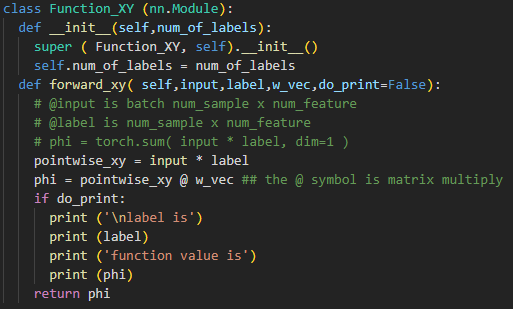 class Function_XY (nn.Module):
  def __init__(self,num_of_labels):
    super ( Function_XY, self).__init__()
    self.num_of_labels = num_of_labels
  def forward_xy( self,input,label,w_vec,do_print=False):
    # @input is batch num_sample x num_feature
    # @label is num_sample x num_feature
    # phi = torch.sum( input * label, dim=1 )
    pointwise_xy = input * label
    phi = pointwise_xy @ w_vec ## the @ symbol is matrix multiply
    if do_print:
      print ('\nlabel is')
      print (label)
      print ('function value is')
      print (phi)
    return phi